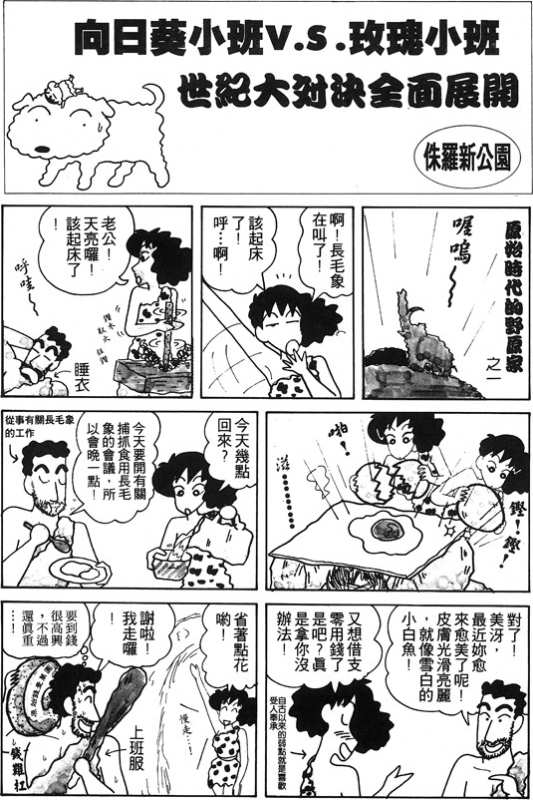 向日葵小班V.S.玫瑰小班
世紀大対決全面展開
侏羅新公園
原始時代的野原家
之一
喔嗚～
啊！長毛象
在叫了！
該起床
了！
呼…啊！
老公！
天亮囉！
該起床了
！
呼哇～
睡衣
鏗！鏗！
啪！
滋……
今天幾點
回來？
今天要開有關
捕抓食用長毛
象的會議，所
以會晚一點！
從事有關長毛象
的工作
對了！
美冴，
最近妳愈
來愈美了呢！
皮膚光滑亮麗
，就像雪白的
小白魚！
又想借支
零用錢了
是吧？真
是拿你沒
辦法！
自古以來的弱點就是喜歡
受人奉承
省著點花
喲！
慢走…！
謝啦！
我走囉
！
上班服
要到錢
很高興
，不過
還真重
…！